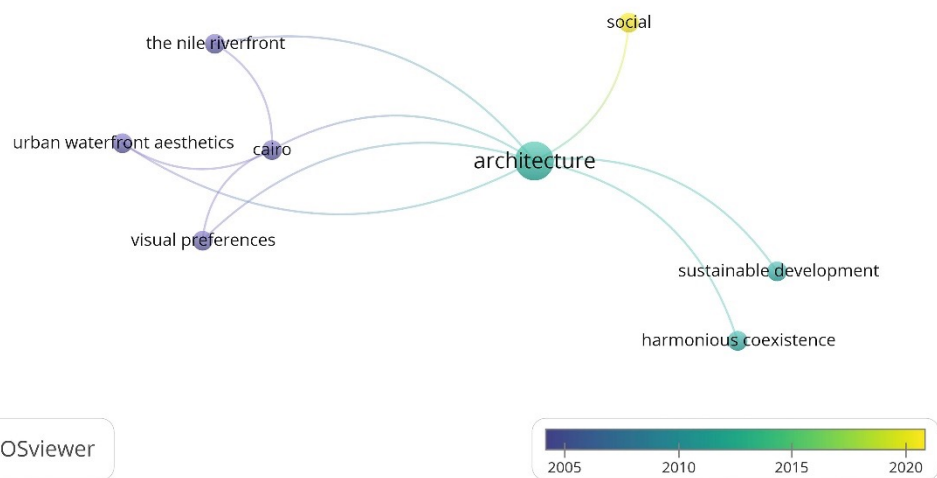 social
the nile riverfront
urban waterfront aesthetics
cairo
architecture
visual preferences
sustainable development
harmonious coexistence
OSviewer
2005 2010 2015 2020